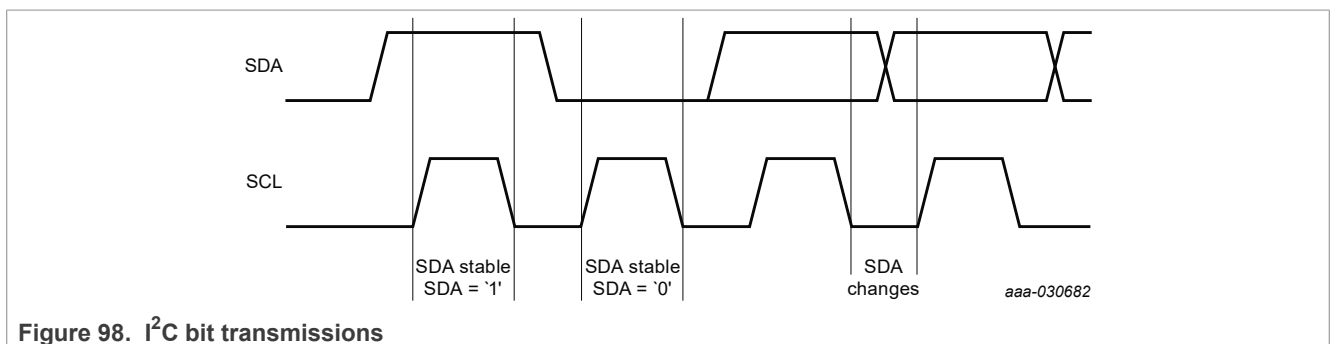 SDA
SCL
SDA stable
SDA = `1'
SDA stable
SDA = `0'
SDA
changes
aaa-030682
Figure 98. I²C bit transmissions